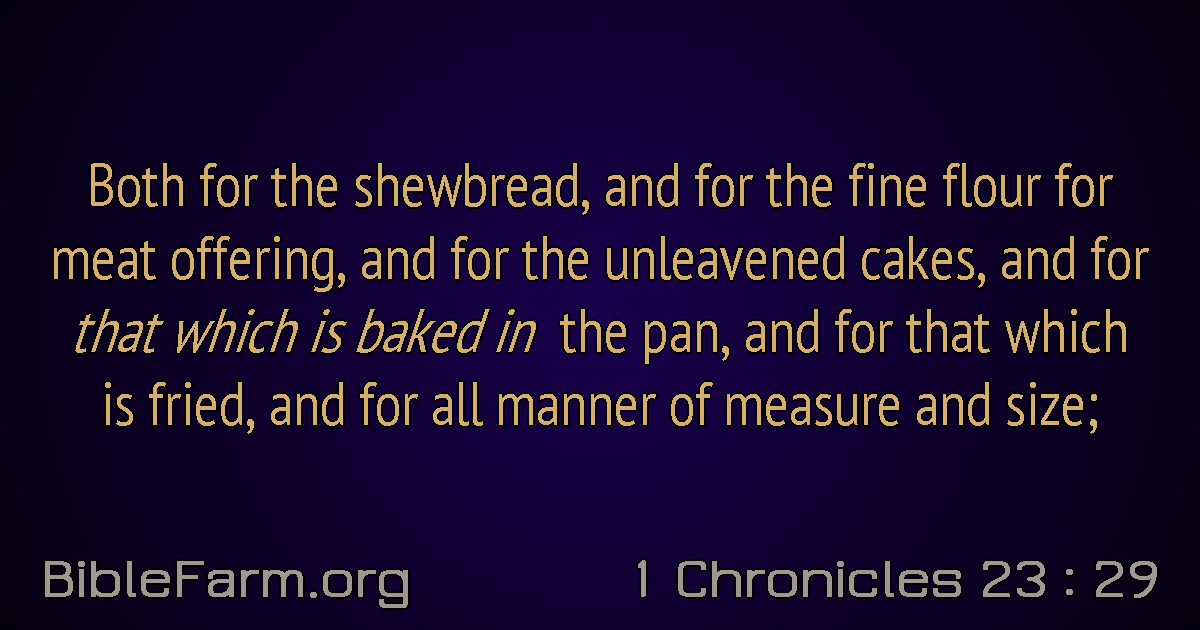 Both for the shewbread, and for the fine flour for
meat offering, and for the unleavened cakes, and for
that which is baked in the pan, and for that which
is fried, and for all manner of measure and size;
BibleFarm.org
1 Chronicles 23 : 29